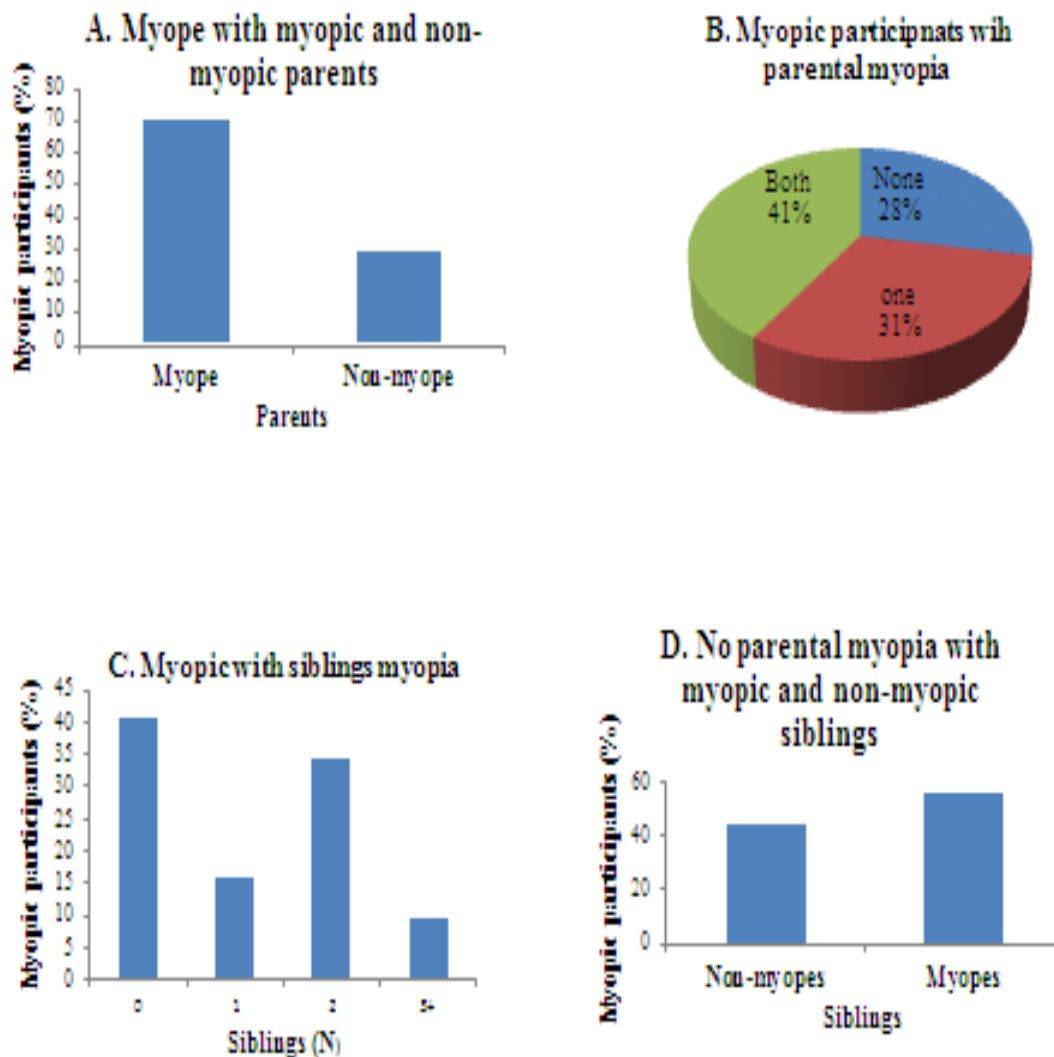 A. Myope with myopic and non-
myopic parents
Myopic participants (%)
80
70
60
50
40
30
20
10
0
Myope Non-myope
Parents
B. Myopic participnats wih
parental myopia
Both
41%
None
28%
one
31%
C. Myopic with siblings myopia
Myopic participants (%)
45
40
35
30
25
20
15
10
5
0
0 1 2 3+
Siblings (N)
D. No parental myopia with
myopic and non-myopic
siblings
Myopic participants (%)
60
40
20
0
Non-myopes Myopes
Siblings